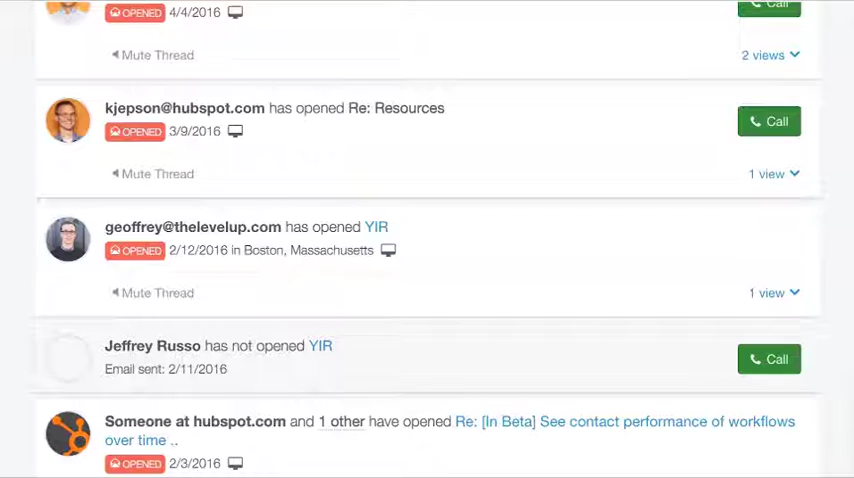 OPENED 4/4/2016
Call
Mute Thread
2 views
kjepson@hubspot.com has opened Re: Resources
OPENED 3/9/2016
Call
Mute Thread
1 view
geoffrey@thelevelup.com has opened YIR
OPENED 2/12/2016 in Boston, Massachusetts
Mute Thread
1 view
Jeffrey Russo has not opened YIR
Email sent: 2/11/2016
Call
Someone at hubspot.com and 1 other have opened Re: [In Beta] See contact performance of workflows
over time ..
OPENED 2/3/2016